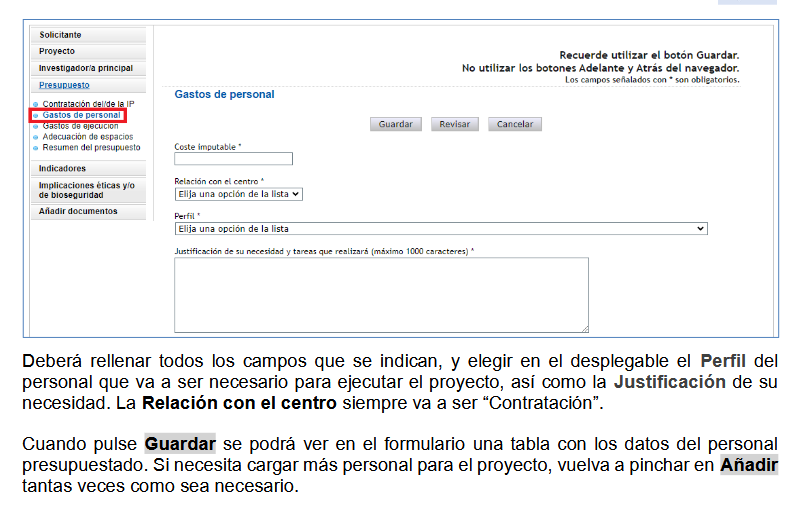 Solicitante
Proyecto
Investigador/a principal
Presupuesto
Contratación del/de la IP
Gastos de personal
Gastos de ejecución
Adecuación de espacios
Resumen del presupuesto
Indicadores
Implicaciones éticas y/o
de bioseguridad
Añadir documentos
Recuerde utilizar el botón Guardar.
No utilizar los botones Adelante y Atrás del navegador.
Los campos señalados con * son obligatorios.
Gastos de personal
Guardar Revisar Cancelar
Coste imputable *
Relación con el centro *
Elija una opción de la lista
Perfil *
Elija una opción de la lista
Justificación de su necesidad y tareas que realizará (máximo 1000 caracteres) *
Deberá rellenar todos los campos que se indican, y elegir en el desplegable el Perfil del
personal que va a ser necesario para ejecutar el proyecto, así como la Justificación de su
necesidad. La Relación con el centro siempre va a ser “Contratación”.
Cuando pulse Guardar se podrá ver en el formulario una tabla con los datos del personal
presupuestado. Si necesita cargar más personal para el proyecto, vuelva a pinchar en Añadir
tantas veces como sea necesario.